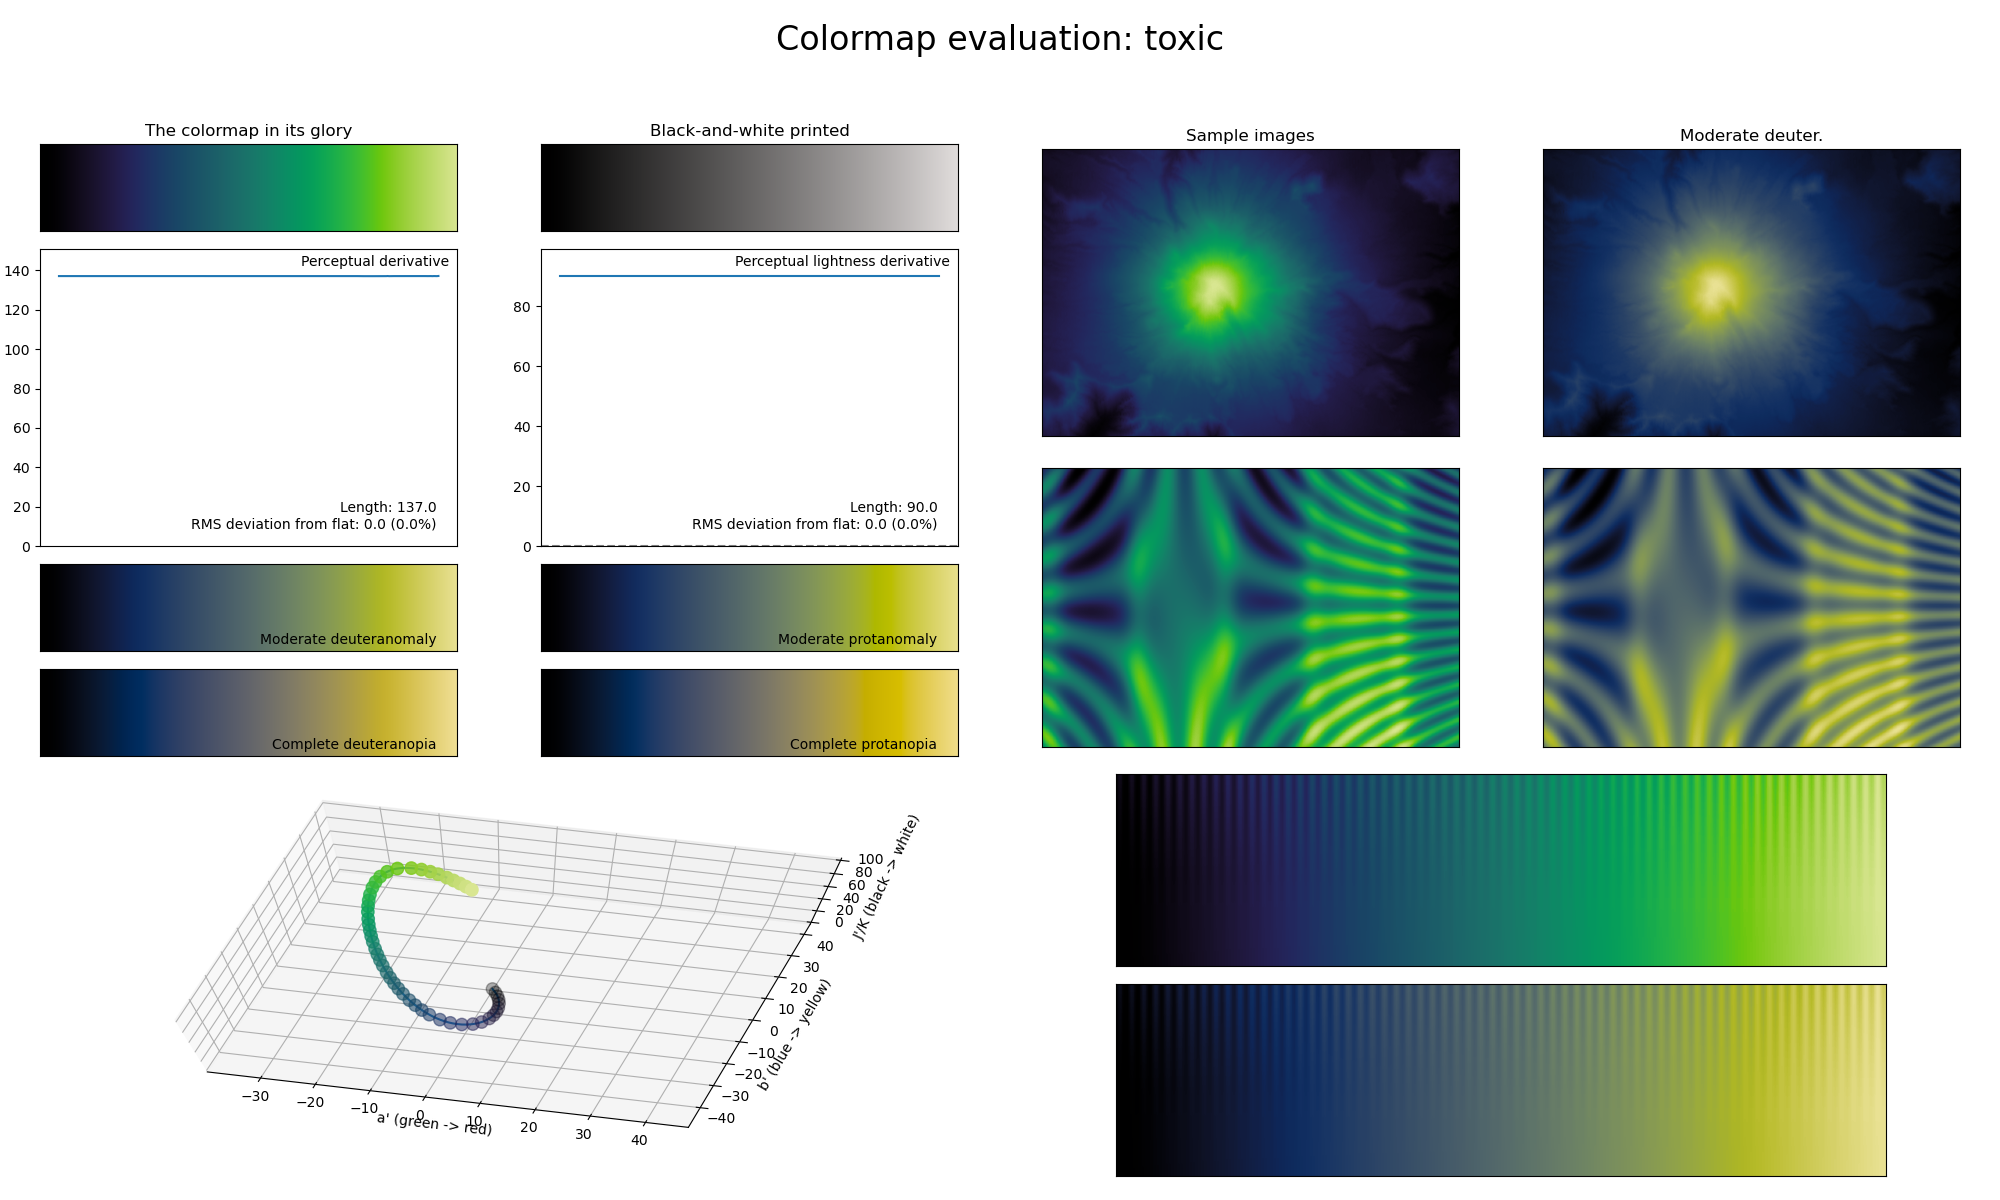 Colormap evaluation: toxic
The colormap in its glory
Black-and-white printed
Sample images
Moderate deuter.
Perceptual derivative
140
120
100
80
60
40
20
0
Length: 137.0
RMS deviation from flat: 0.0 (0.0%)
Perceptual lightness derivative
80
60
40
20
0
Length: 90.0
RMS deviation from flat: 0.0 (0.0%)
Moderate deuteranomaly
Moderate protanomaly
Complete deuteranopia
Complete protanopia
100
80
60
40
20
0
J'/K (black -> white)
40
30
20
10
0
−10
−20
−30
−40
b' (blue -> yellow)
−30
−20
−10
0
10
20
30
40
a' (green -> red)